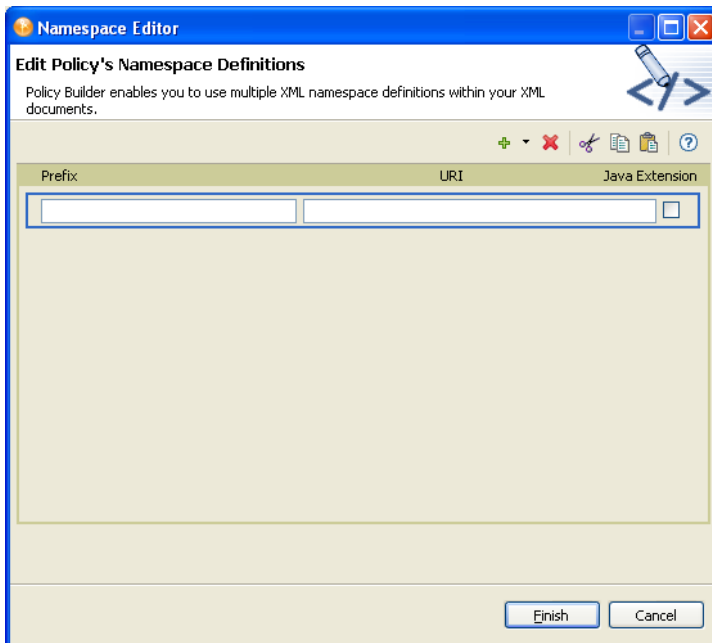 Namespace Editor
Edit Policy's Namespace Definitions
Policy Builder enables you to use multiple XML namespace definitions within your XML
documents.
Prefix URI Java Extension
Finish Cancel